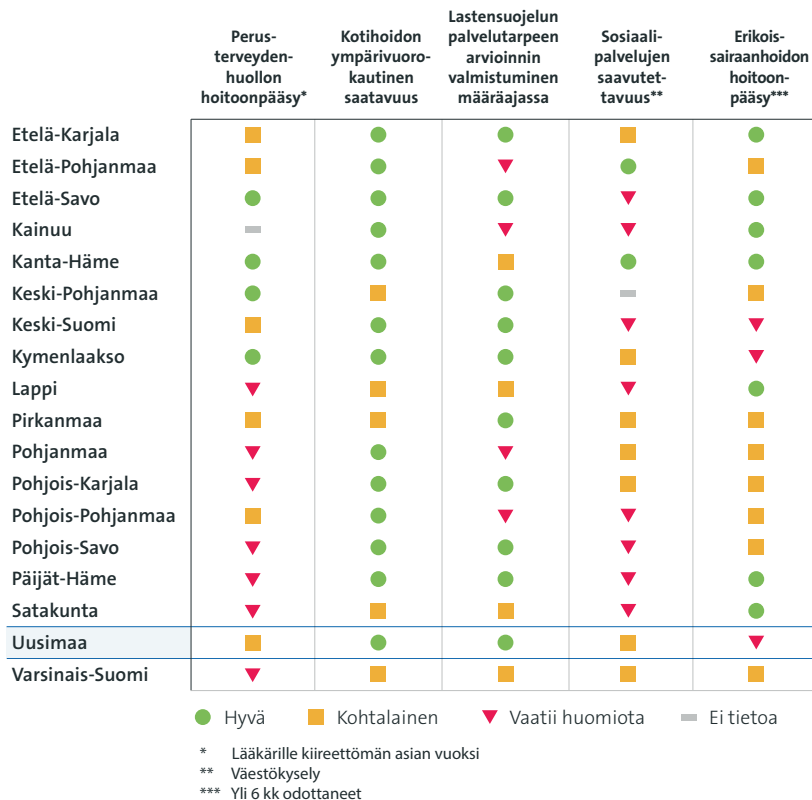 Perus-
terveyden-
huollon
hoitoonpääsy*
Kotihoidon
ympärivuoro-
kautinen
saatavuus
Lastensuojelun
palvelutarpeen
arvioinnin
valmistuminen
määräajassa
Sosiaali-
palvelujen
saavutet-
tavuus**
Erikois-
sairaanhoidon
hoitoon-
pääsy***
Etelä-Karjala
Etelä-Pohjanmaa
Etelä-Savo
Kainuu
Kanta-Häme
Keski-Pohjanmaa
Keski-Suomi
Kymenlaakso
Lappi
Pirkanmaa
Pohjanmaa
Pohjois-Karjala
Pohjois-Pohjanmaa
Pohjois-Savo
Päijät-Häme
Satakunta
Uusimaa
Varsinais-Suomi
Hyvä Kohtalainen Vaatii huomiota Ei tietoa
* Lääkärille kiireettömän asian vuoksi
** Väestökysely
*** Yli 6 kk odottaneet